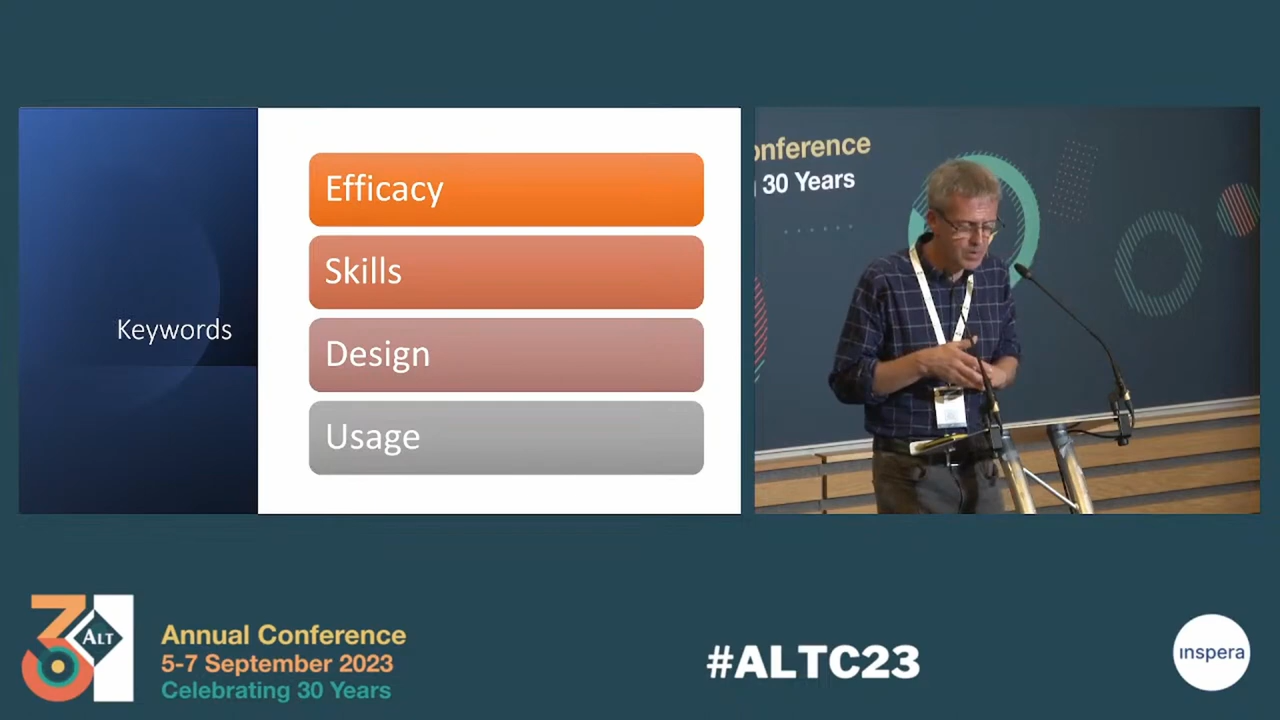 Keywords
Efficacy
Skills
Design
Usage
onference
30 Years
ALT
Annual Conference
5-7 September 2023
Celebrating 30 Years
#ALTC23
inspera